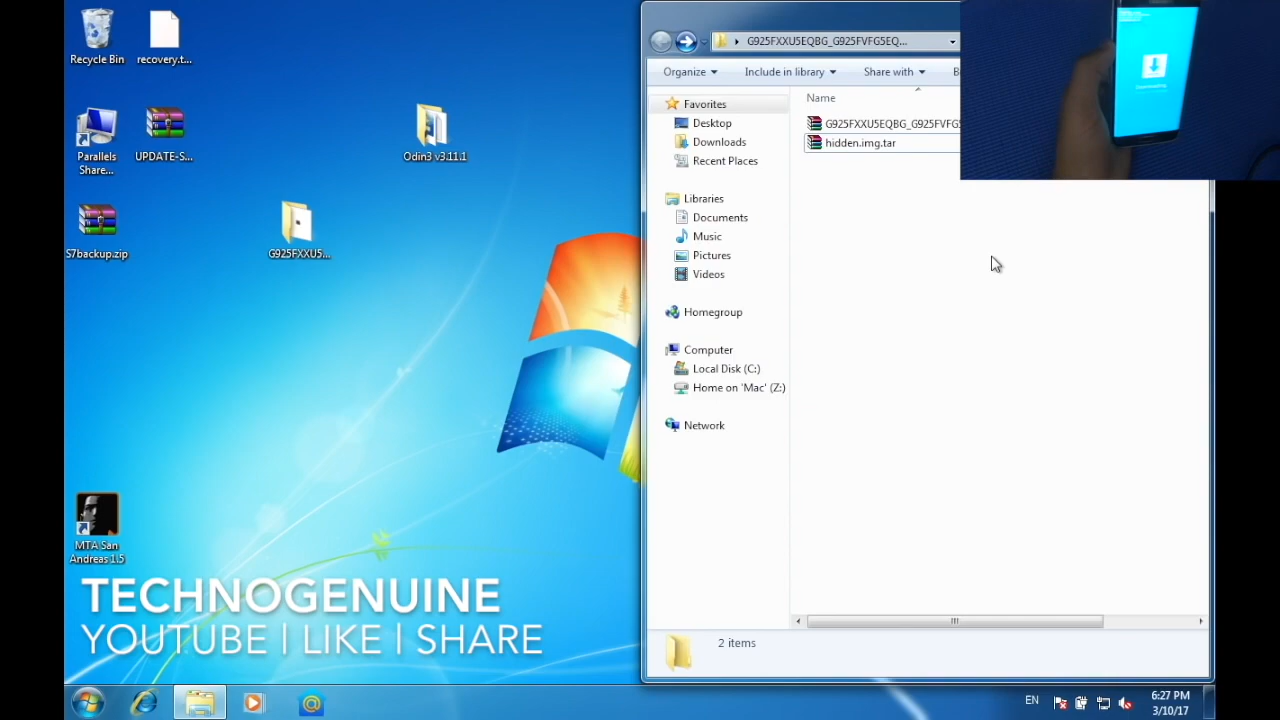 Recycle Bin
recovery.t...
Parallels
Share...
UPDATE-S...
Odin3 v3.11.1
S7backup.zip
G925FXXU5...
MTA San
Andreas 1.5
TECHNOGENUINE
YOUTUBE | LIKE | SHARE
G925FXXU5EQBG_G925FVFG5EQ...
Organize
Include in library
Share with
Favorites
Desktop
Downloads
Recent Places
Libraries
Documents
Music
Pictures
Videos
Homegroup
Computer
Local Disk (C:)
Home on 'Mac' (Z:)
Network
Name
G925FXXU5EQBG_G925FVFG5
hidden.img.tar
Downloading
2 items
EN
6:27 PM
3/10/17